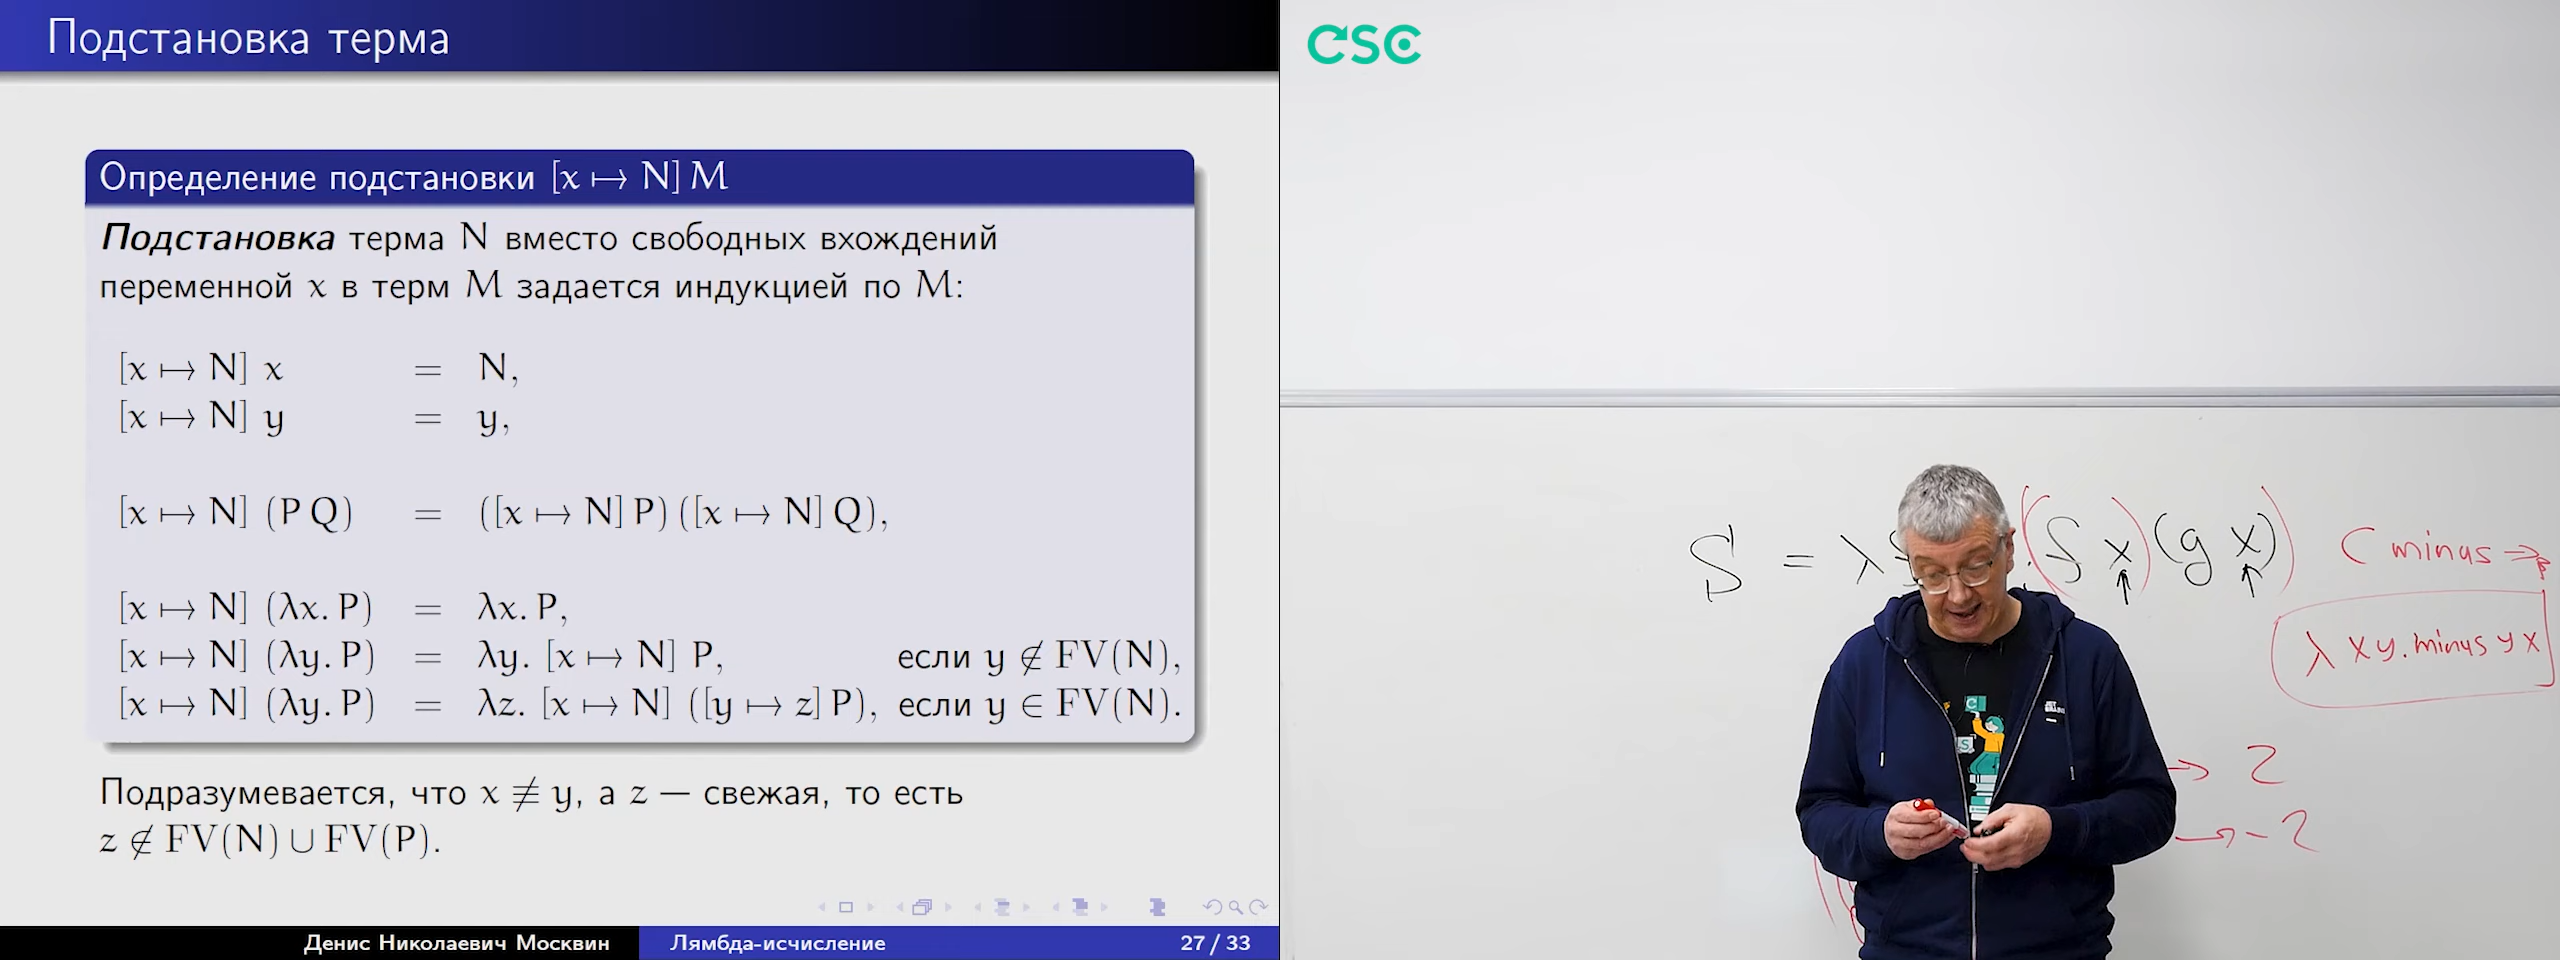 Подстановка терма
Определение подстановки [x ↦ N] M
Подстановка терма N вместо свободных вхождений
переменной x в терм M задается индукцией по M:
[x ↦ N] x = N,
[x ↦ N] y = y,
[x ↦ N] (P Q) = ([x ↦ N] P) ([x ↦ N] Q),
[x ↦ N] (λx. P) = λx. P,
[x ↦ N] (λy. P) = λy. [x ↦ N] P, если y ∉ FV(N),
[x ↦ N] (λy. P) = λz. [x ↦ N] ([y ↦ z] P), если y ∈ FV(N).
Подразумевается, что x ≢ y, а z — свежая, то есть
z ∉ FV(N) ∪ FV(P).
Денис Николаевич Москвин
Лямбда-исчисление
27 / 33
CSC
S = λ . (f x) (g x))
C minus →
λ x y. minus y x
→ 2
→ -2